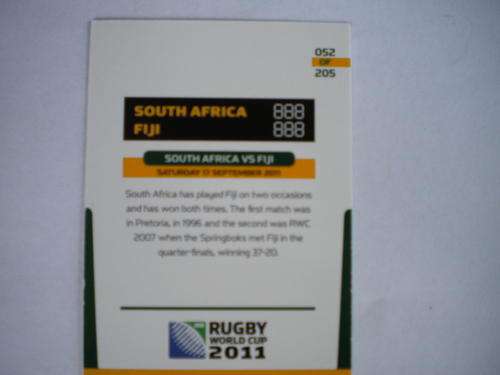 052
OF
205
SOUTH AFRICA 888
FIJI 888
SOUTH AFRICA VS FIJI
SATURDAY 17 SEPTEMBER 2011
South Africa has played Fiji on two occasions
and has won both times. The first match was
in Pretoria, in 1996 and the second was RWC
2007 when the Springboks met Fiji in the
quarter-finals, winning 37-20.
RUGBY
WORLD CUP
2011